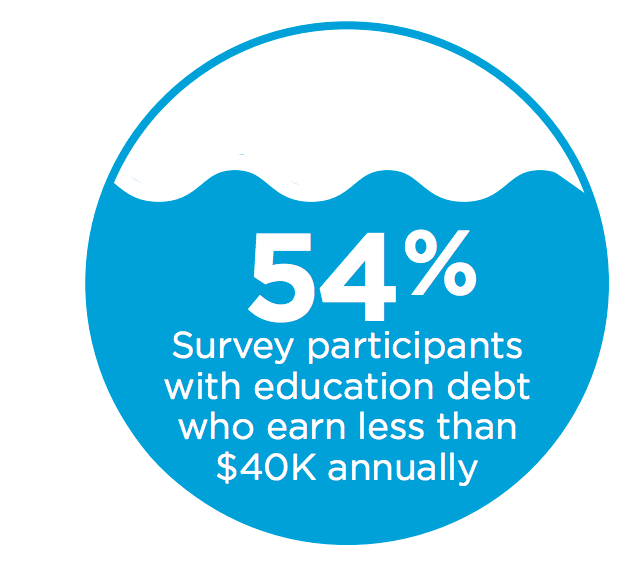 54%
Survey participants
with education debt
who earn less than
$40K annually